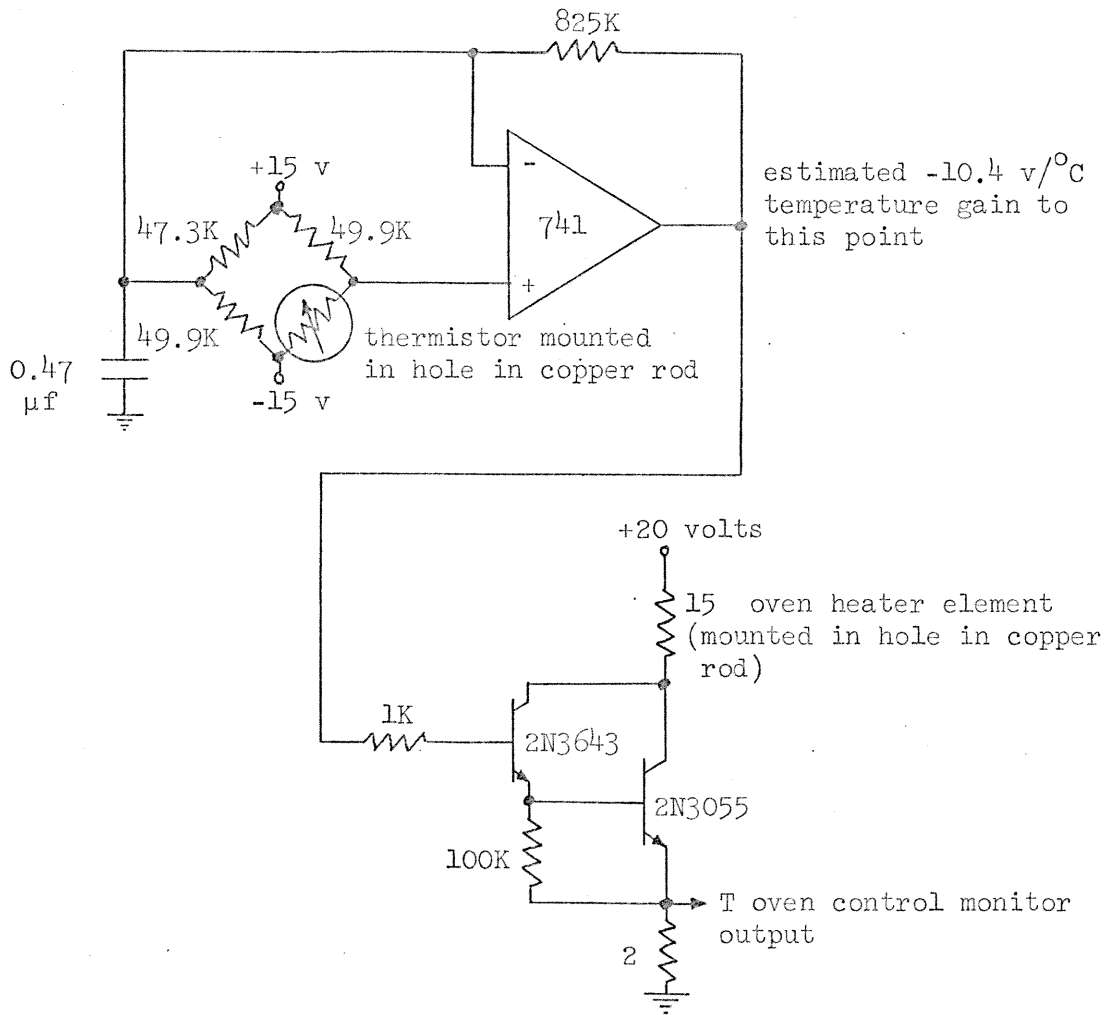 825K
+15 v
47.3K
49.9K
-
741
+
estimated -10.4 v/°C
temperature gain to
this point
49.9K
thermistor mounted
in hole in copper rod
0.47
µf
-15 v
+20 volts
15 oven heater element
(mounted in hole in copper
rod)
1K
2N3643
2N3055
100K
T oven control monitor
output
2